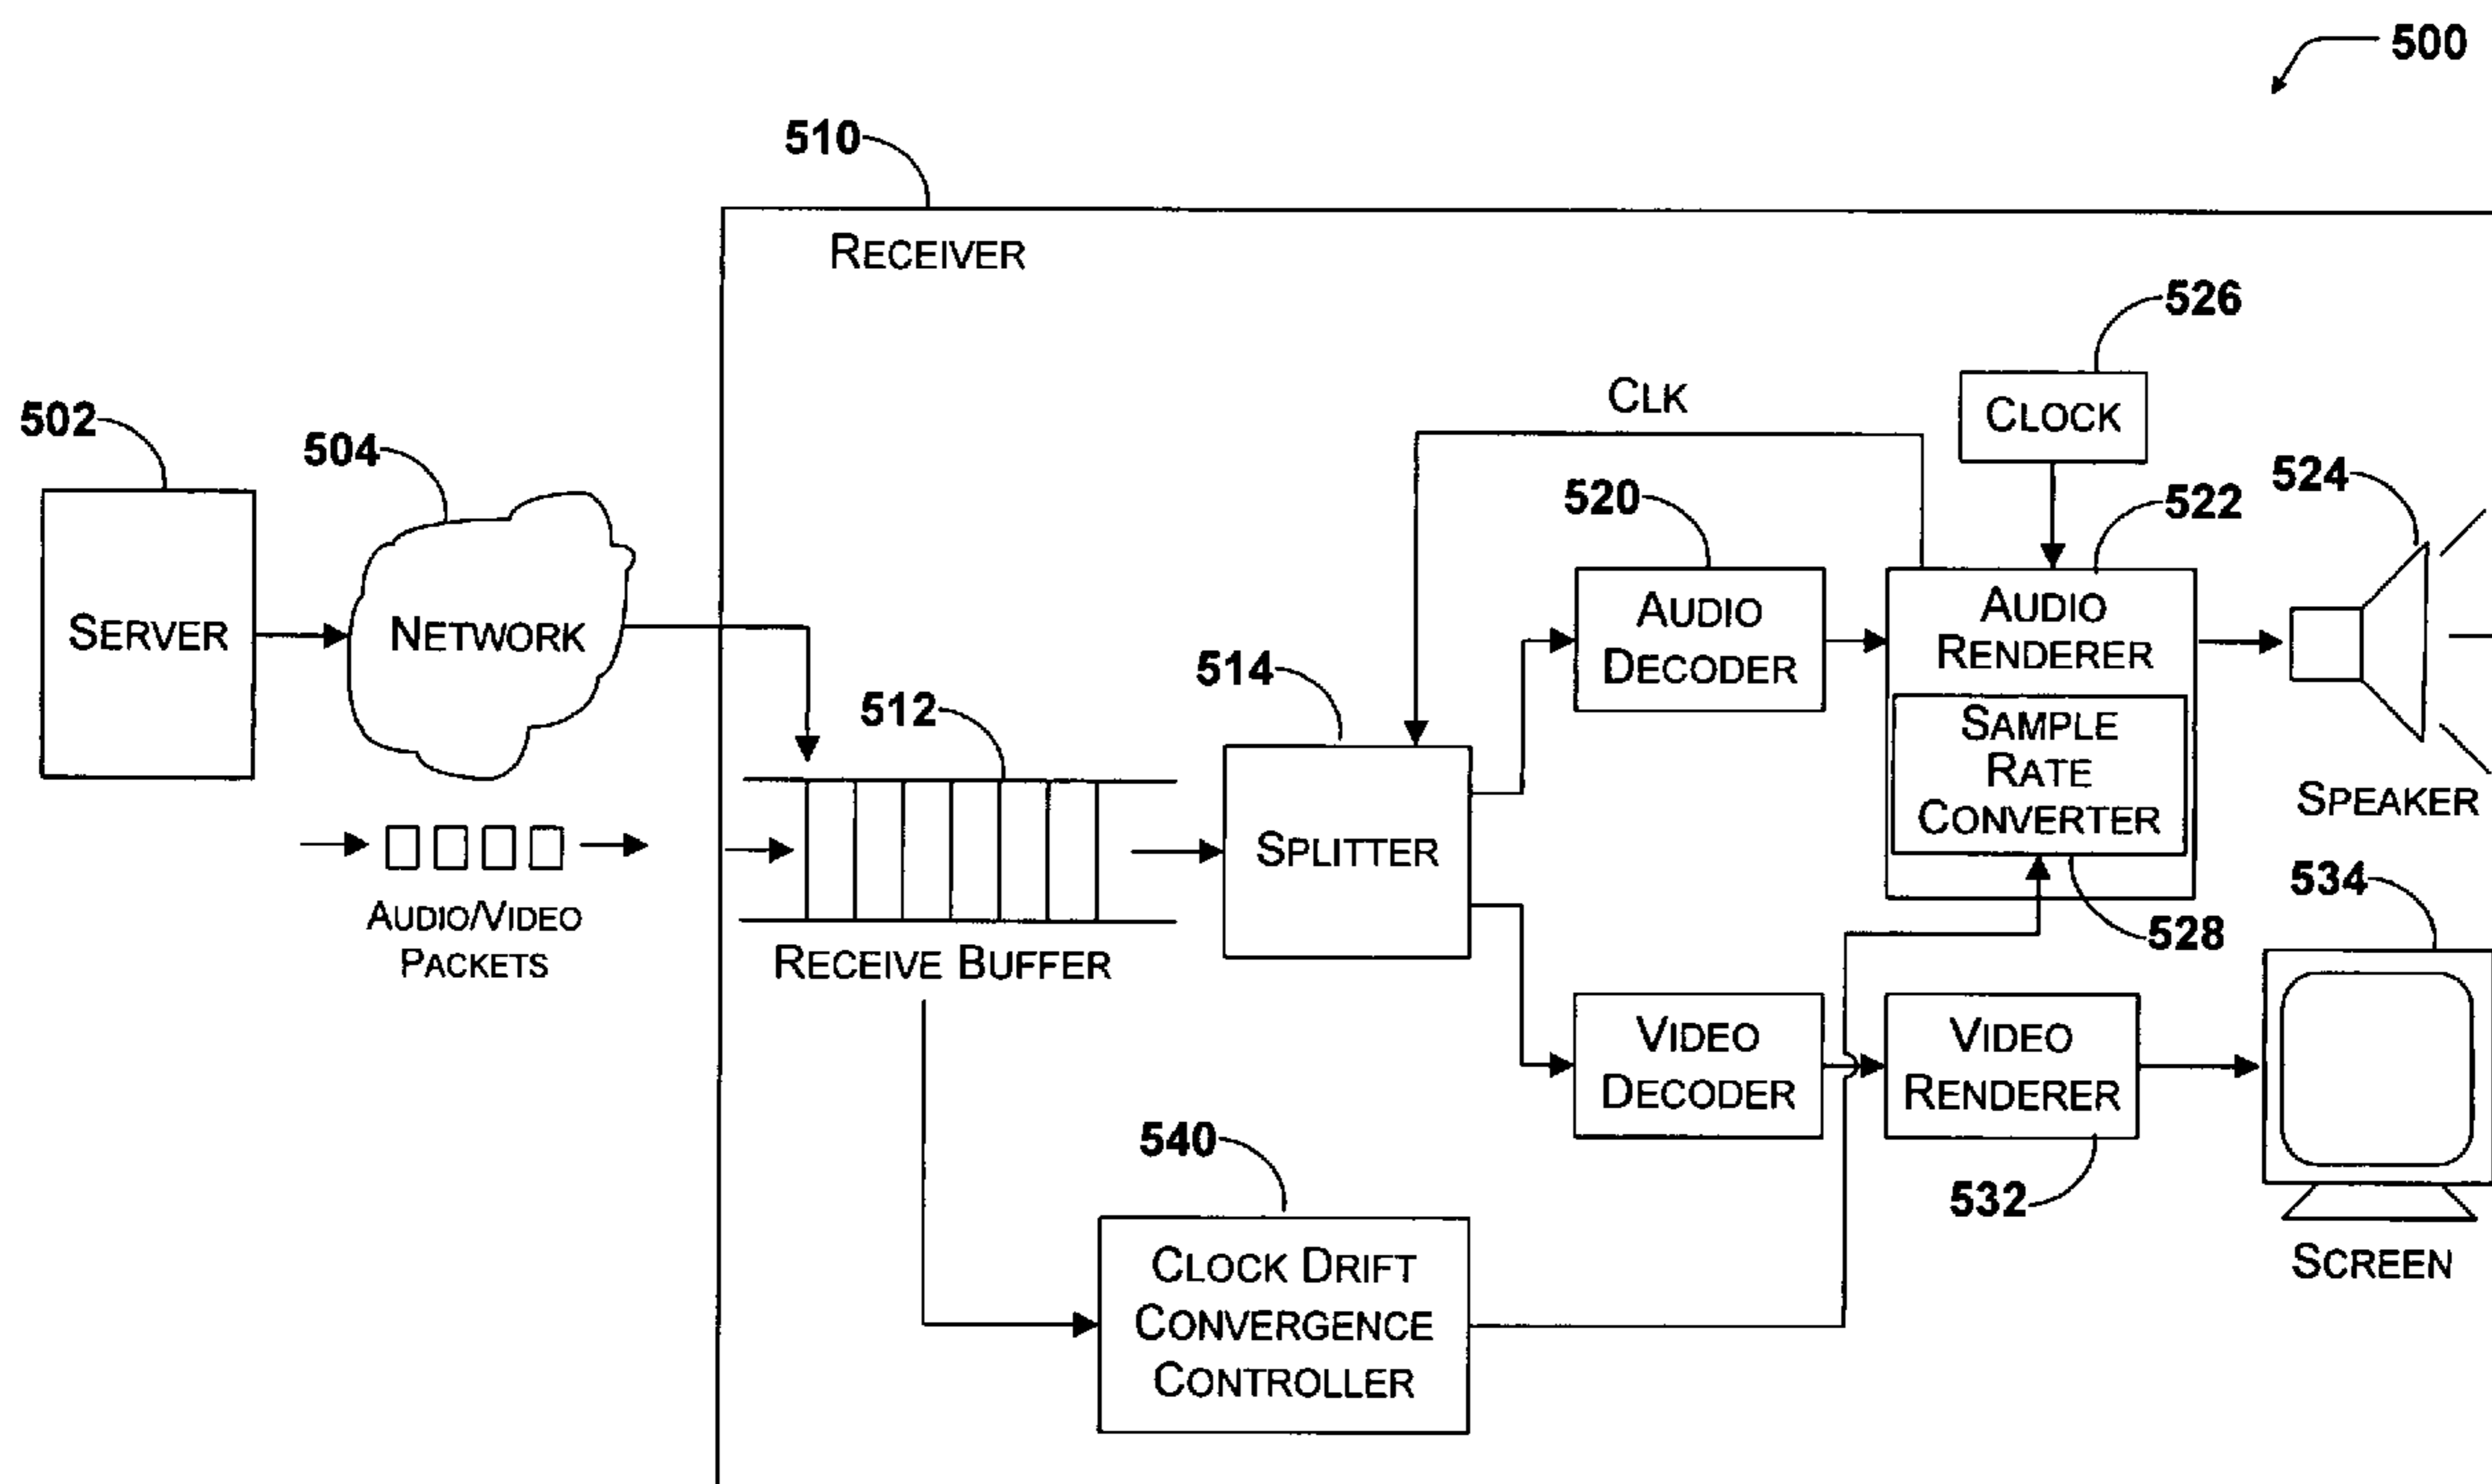 500
510
RECEIVER
526
CLK
CLOCK
502
504
524
520
522
SERVER
NETWORK
AUDIO
DECODER
AUDIO
RENDERER
514
512
SAMPLE
RATE
CONVERTER
SPEAKER
SPLITTER
AUDIO/VIDEO
PACKETS
RECEIVE BUFFER
528
534
VIDEO
DECODER
VIDEO
RENDERER
540
532
SCREEN
CLOCK DRIFT
CONVERGENCE
CONTROLLER